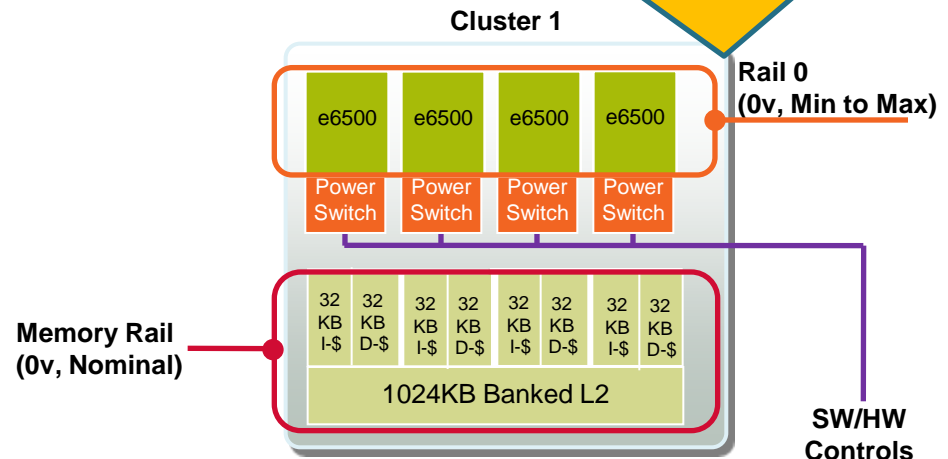 Cluster 1
Rail 0
(0v, Min to Max)
e6500 e6500 e6500 e6500
Power Power Power Power
Switch Switch Switch Switch
32 32 32 32 32 32 32 32
KB KB KB KB KB KB KB KB
I-$ D-$ I-$ D-$ I-$ D-$ I-$ D-$
Memory Rail
(0v, Nominal)
1024KB Banked L2
SW/HW
Controls